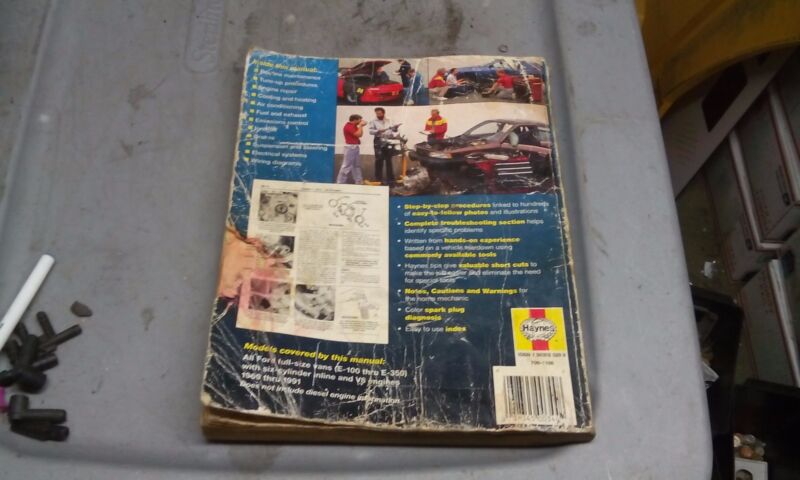 Inside this manual:
Routine maintenance
Tune-up procedures
Engine repair
Cooling and heating
Air conditioning
Fuel and exhaust
Emissions control
Ignition
Brakes
Suspension and steering
Electrical systems
Wiring diagrams
Step-by-step procedures linked to hundreds
of easy-to-follow photos and illustrations
Complete troubleshooting section helps
identify specific problems
Written from hands-on experience
based on a vehicle teardown using
commonly available tools
Haynes tips give valuable short cuts to
make the job easier and eliminate the need
for special tools
Notes, Cautions and Warnings for
the home mechanic
Color spark plug
diagnosis
Easy to use index
Haynes
Models covered by this manual:
All Ford full-size vans (E-100 thru E-350)
with six-cylinder inline and V8 engines
1969 thru 1991
Does not include diesel engine information